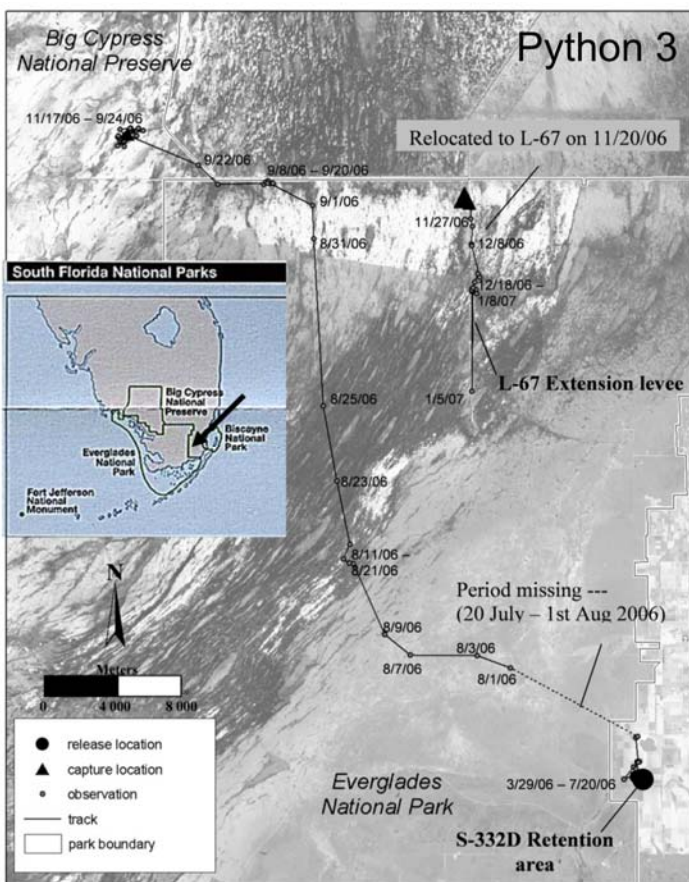 Big Cypress
National Preserve
Python 3
11/17/06 – 9/24/06
Relocated to L-67 on 11/20/06
9/22/06
9/8/06 – 9/20/06
9/1/06
11/27/06
8/31/06
12/8/06
South Florida National Parks
12/18/06 –
1/8/07
Big Cypress
National
Preserve
L-67 Extension levee
1/5/07
8/25/06
Biscayne
National
Park
Everglades
National
Park
8/23/06
Fort Jefferson
National
Monument
8/11/06 –
8/21/06
N
Period missing ---
(20 July – 1st Aug 2006)
8/9/06
8/7/06
8/3/06
8/1/06
Meters
0 4 000 8 000
release location
capture location
observation
track
park boundary
3/29/06 – 7/20/06
Everglades
National Park
S-332D Retention
area